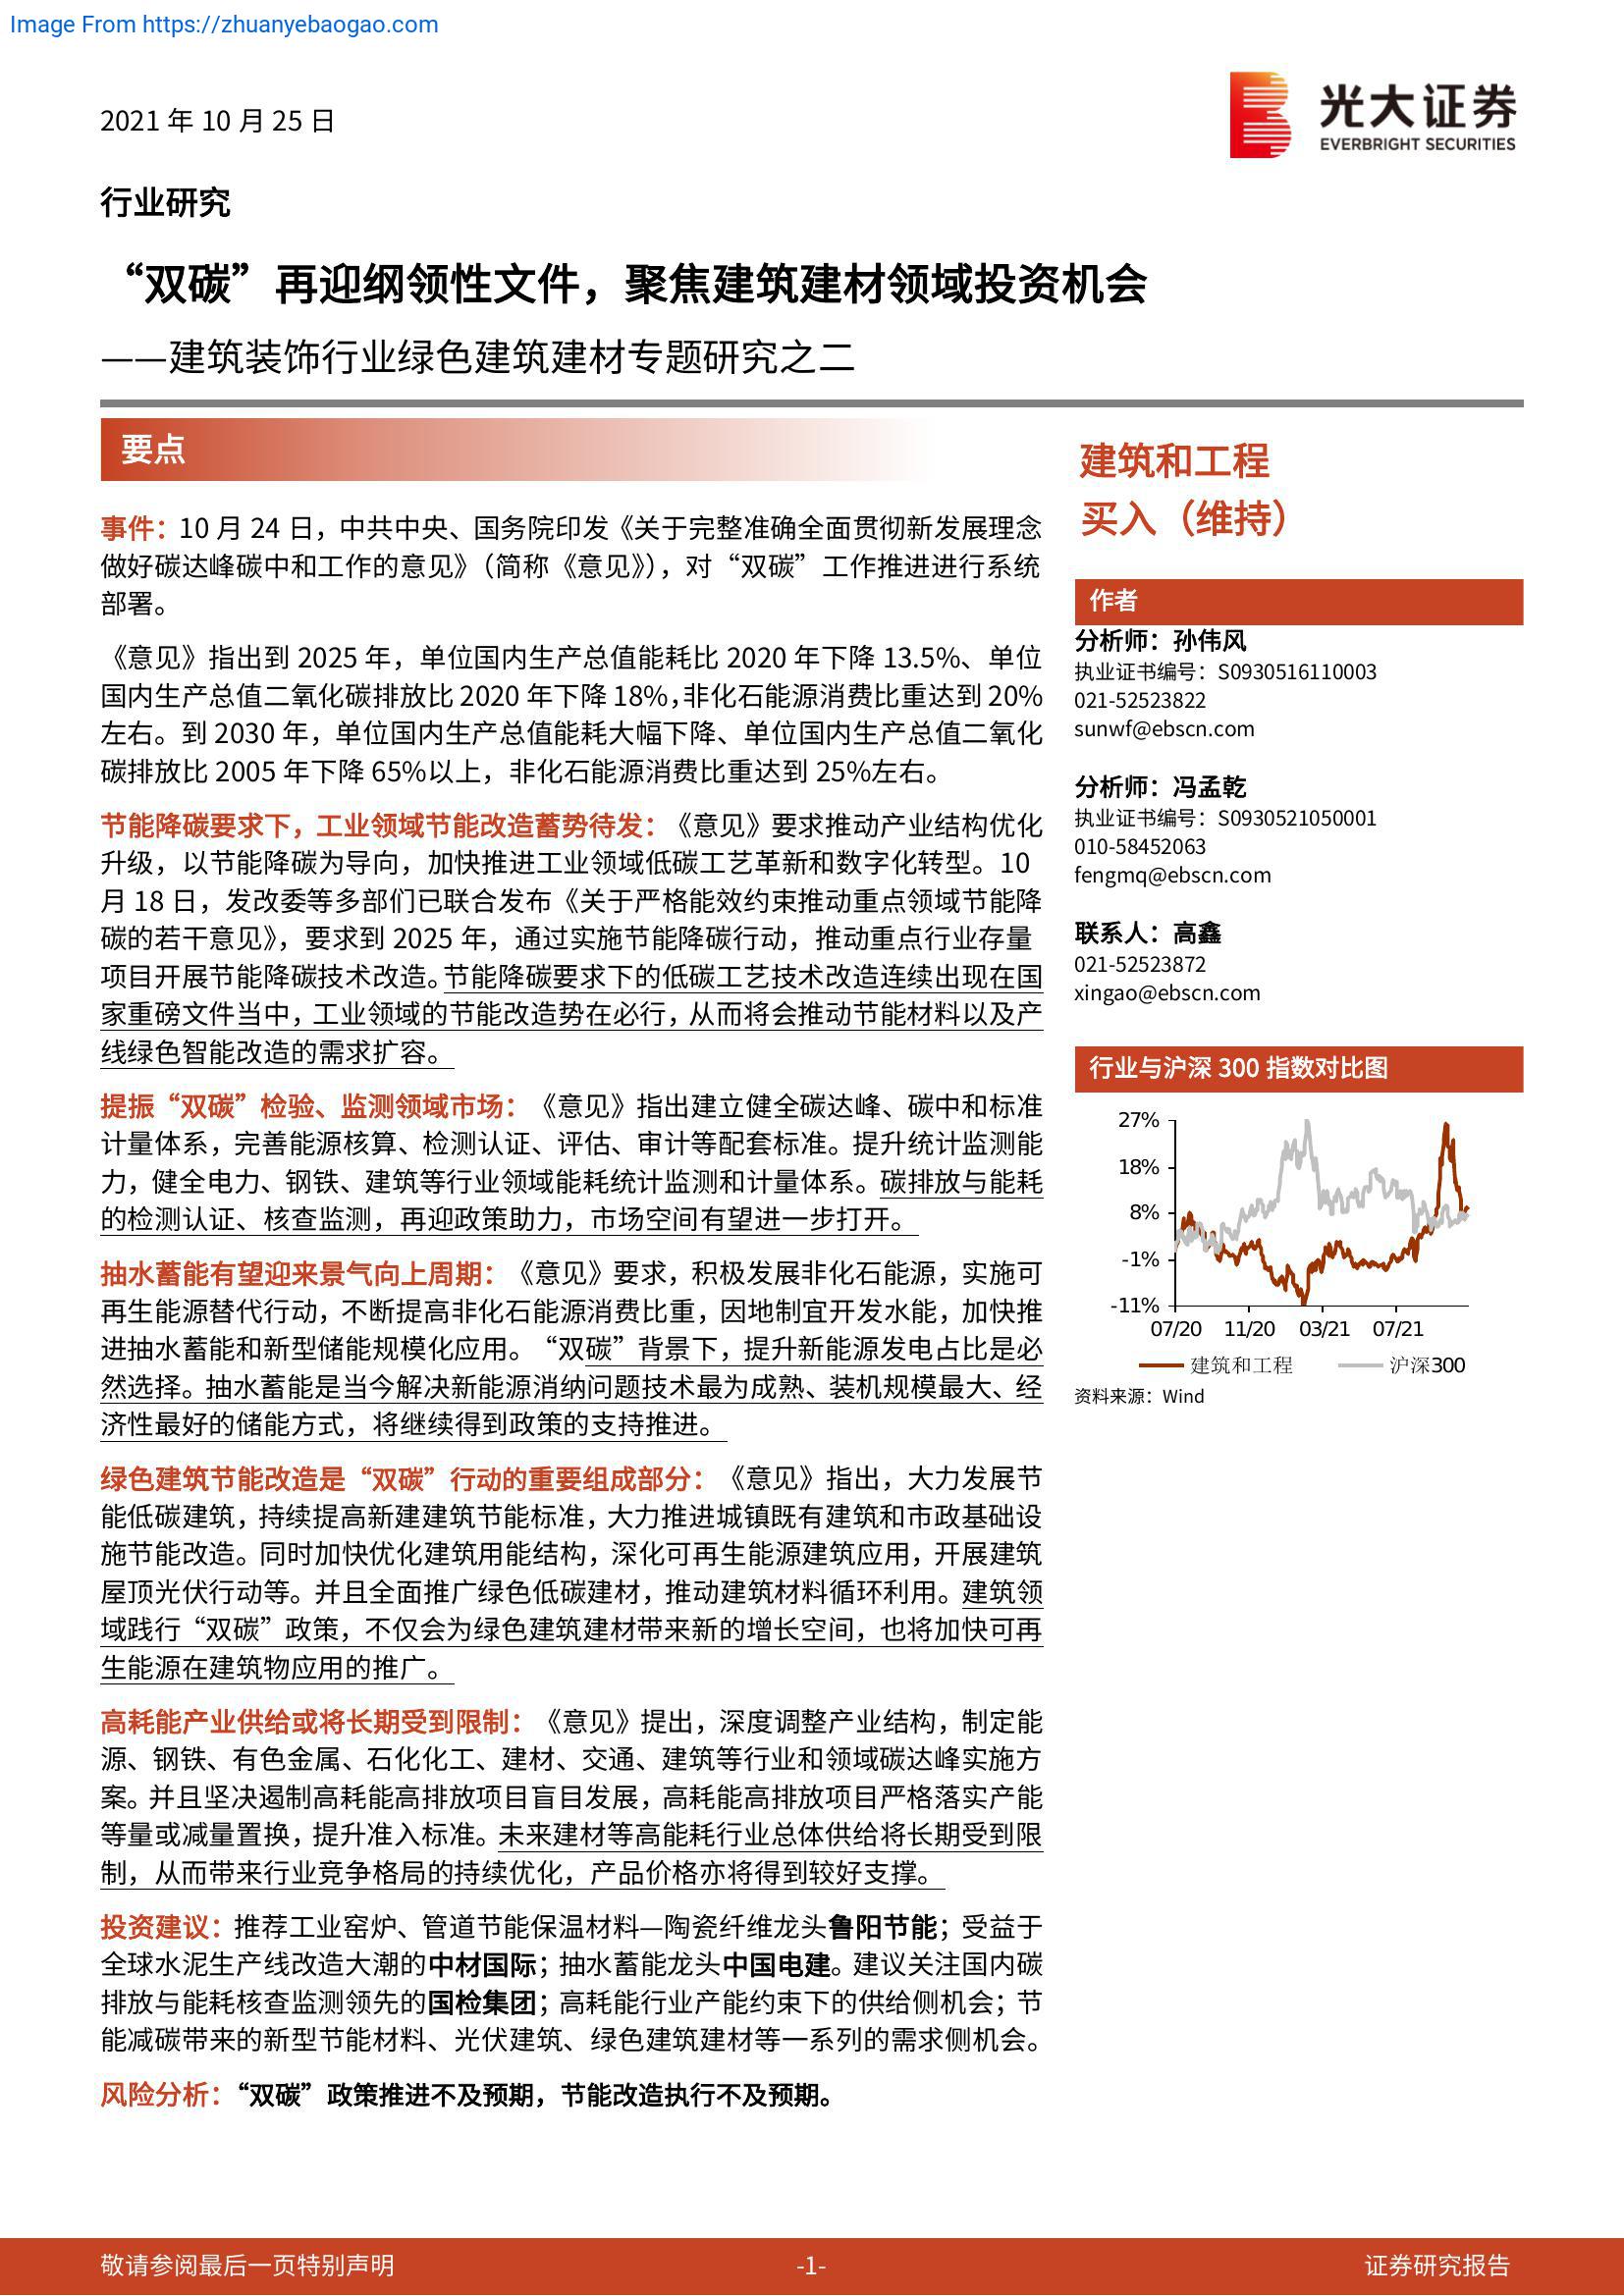 Image From https://zhuanyebaogao.com
2021 年 10 月 25 日
光大证券
EVERBRIGHT SECURITIES
行业研究
“双碳”再迎纲领性文件，聚焦建筑建材领域投资机会
——建筑装饰行业绿色建筑建材专题研究之二
要点
事件：10 月 24 日，中共中央、国务院印发《关于完整准确全面贯彻新发展理念
做好碳达峰碳中和工作的意见》（简称《意见》），对“双碳”工作推进进行系统
部署。
《意见》指出到 2025 年，单位国内生产总值能耗比 2020 年下降 13.5%、单位
国内生产总值二氧化碳排放比 2020 年下降 18%，非化石能源消费比重达到 20%
左右。到 2030 年，单位国内生产总值能耗大幅下降、单位国内生产总值二氧化
碳排放比 2005 年下降 65%以上，非化石能源消费比重达到 25%左右。
节能降碳要求下，工业领域节能改造蓄势待发：《意见》要求推动产业结构优化
升级，以节能降碳为导向，加快推进工业领域低碳工艺革新和数字化转型。10
月 18 日，发改委等多部们已联合发布《关于严格能效约束推动重点领域节能降
碳的若干意见》，要求到 2025 年，通过实施节能降碳行动，推动重点行业存量
项目开展节能降碳技术改造。节能降碳要求下的低碳工艺技术改造连续出现在国
家重磅文件当中，工业领域的节能改造势在必行，从而将会推动节能材料以及产
线绿色智能改造的需求扩容。
提振“双碳”检验、监测领域市场：《意见》指出建立健全碳达峰、碳中和标准
计量体系，完善能源核算、检测认证、评估、审计等配套标准。提升统计监测能
力，健全电力、钢铁、建筑等行业领域能耗统计监测和计量体系。碳排放与能耗
的检测认证、核查监测，再迎政策助力，市场空间有望进一步打开。
抽水蓄能有望迎来景气向上周期：《意见》要求，积极发展非化石能源，实施可
再生能源替代行动，不断提高非化石能源消费比重，因地制宜开发水能，加快推
进抽水蓄能和新型储能规模化应用。“双碳”背景下，提升新能源发电占比是必
然选择。抽水蓄能是当今解决新能源消纳问题技术最为成熟、装机规模最大、经
济性最好的储能方式，将继续得到政策的支持推进。
绿色建筑节能改造是“双碳”行动的重要组成部分：《意见》指出，大力发展节
能低碳建筑，持续提高新建建筑节能标准，大力推进城镇既有建筑和市政基础设
施节能改造。同时加快优化建筑用能结构，深化可再生能源建筑应用，开展建筑
屋顶光伏行动等。并且全面推广绿色低碳建材，推动建筑材料循环利用。建筑领
域践行“双碳”政策，不仅会为绿色建筑建材带来新的增长空间，也将加快可再
生能源在建筑物应用的推广。
高耗能产业供给或将长期受到限制：《意见》提出，深度调整产业结构，制定能
源、钢铁、有色金属、石化化工、建材、交通、建筑等行业和领域碳达峰实施方
案。并且坚决遏制高耗能高排放项目盲目发展，高耗能高排放项目严格落实产能
等量或减量置换，提升准入标准。未来建材等高能耗行业总体供给将长期受到限
制，从而带来行业竞争格局的持续优化，产品价格亦将得到较好支撑。
投资建议：推荐工业窑炉、管道节能保温材料—陶瓷纤维龙头鲁阳节能；受益于
全球水泥生产线改造大潮的中材国际；抽水蓄能龙头中国电建。建议关注国内碳
排放与能耗核查监测领先的国检集团；高耗能行业产能约束下的供给侧机会；节
能减碳带来的新型节能材料、光伏建筑、绿色建筑建材等一系列的需求侧机会。
风险分析：“双碳”政策推进不及预期，节能改造执行不及预期。
建筑和工程
买入（维持）
作者
分析师：孙伟风
执业证书编号：S0930516110003
021-52523822
sunwf@ebscn.com
分析师：冯孟乾
执业证书编号：S0930521050001
010-58452063
fengmq@ebscn.com
联系人：高鑫
021-52523872
xingao@ebscn.com
行业与沪深 300 指数对比图
27%
18%
8%
-1%
-11%
07/20 11/20 03/21 07/21
建筑和工程 沪深300
资料来源：Wind
敬请参阅最后一页特别声明 -1- 证券研究报告